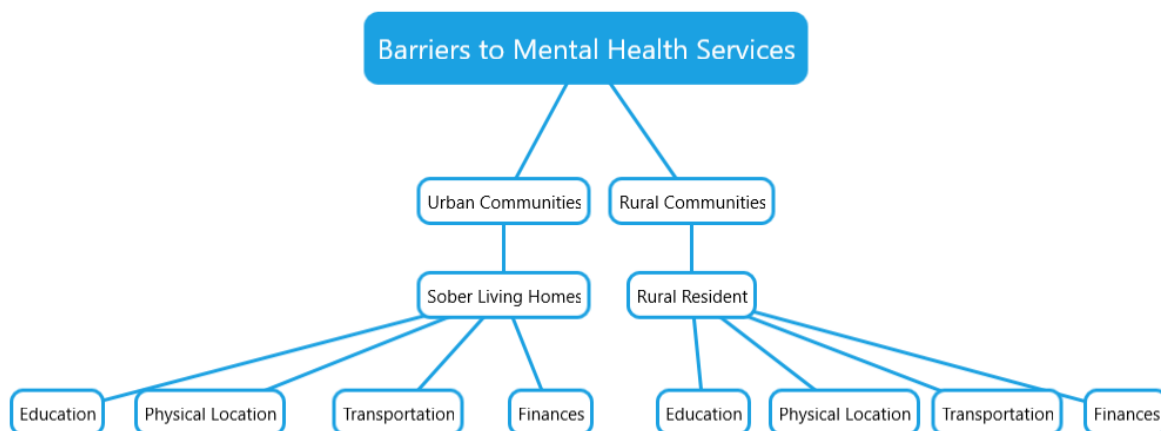 Barriers to Mental Health Services
Urban Communities
Rural Communities
Sober Living Homes
Rural Resident
Education
Physical Location
Transportation
Finances
Education
Physical Location
Transportation
Finances